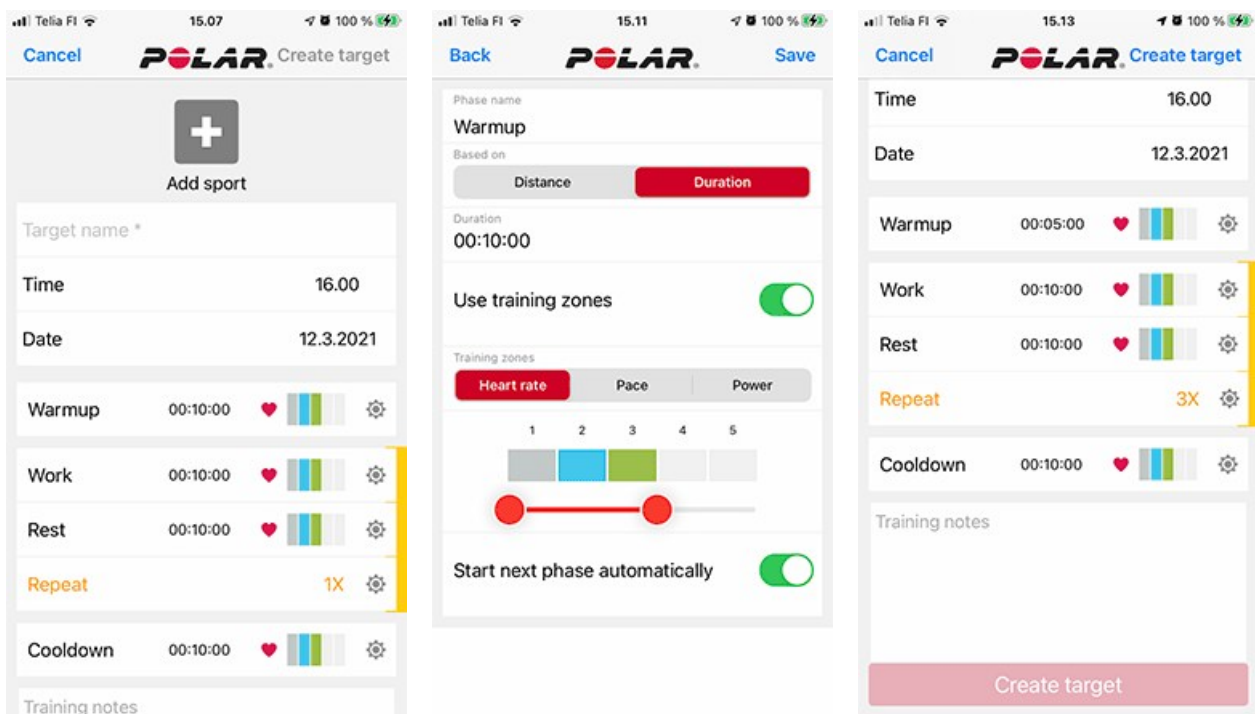 Telia FI 15.07 100 %
Cancel POLAR. Create target
Add sport
Target name *
Time 16.00
Date 12.3.2021
Warmup 00:10:00
Work 00:10:00
Rest 00:10:00
Repeat 1X
Cooldown 00:10:00
Training notes
Telia FI 15.11 100 %
Back POLAR. Save
Phase name
Warmup
Based on
Distance Duration
Duration
00:10:00
Use training zones
Training zones
Heart rate Pace Power
1 2 3 4 5
Start next phase automatically
Telia FI 15.13 100 %
Cancel POLAR. Create target
Time 16.00
Date 12.3.2021
Warmup 00:05:00
Work 00:10:00
Rest 00:10:00
Repeat 3X
Cooldown 00:10:00
Training notes
Create target